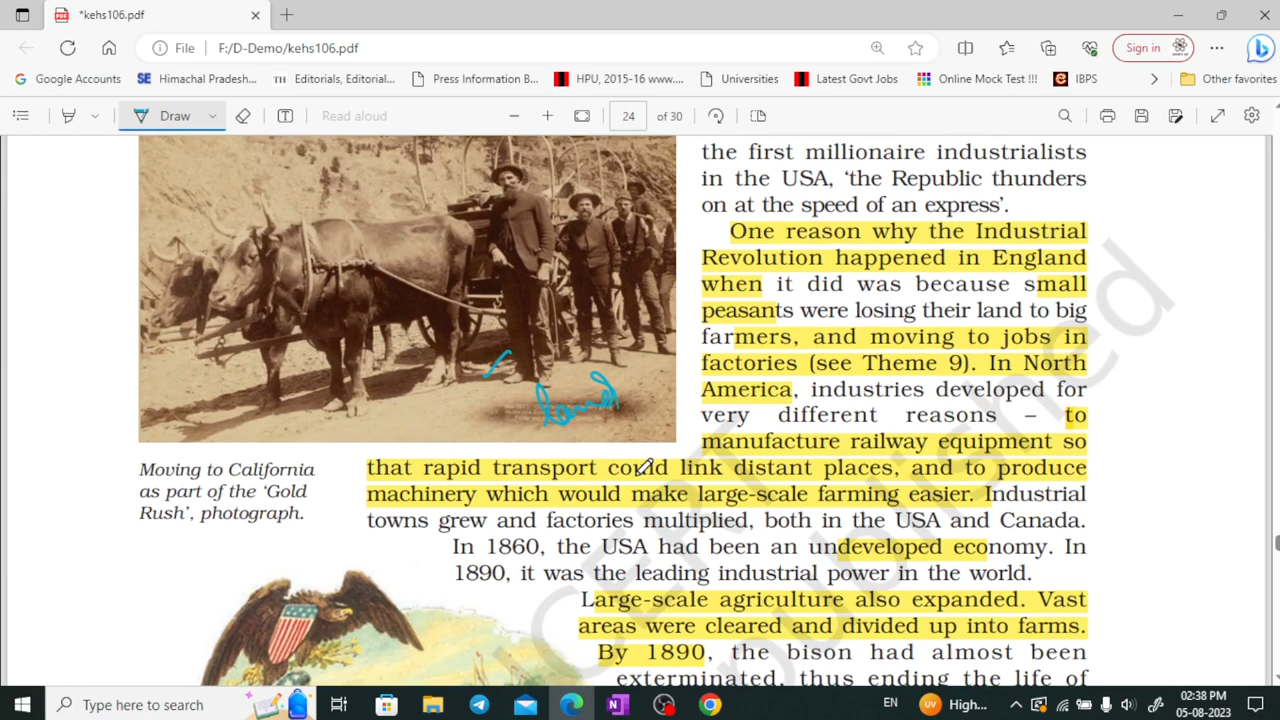 *kehs106.pdf
File
F:/D-Demo/kehs106.pdf
Sign in
Google Accounts
SE Himachal Pradesh...
TH Editorials, Editorial...
Press Information B...
HPU, 2015-16 www....
Universities
Latest Govt Jobs
Online Mock Test !!!
IBPS
Other favorites
Draw
Read aloud
24 of 30
the first millionaire industrialists
in the USA, ‘the Republic thunders
on at the speed of an express’.
One reason why the Industrial
Revolution happened in England
when it did was because small
peasants were losing their land to big
farmers, and moving to jobs in
factories (see Theme 9). In North
America, industries developed for
very different reasons – to
manufacture railway equipment so
that rapid transport could link distant places, and to produce
machinery which would make large-scale farming easier. Industrial
towns grew and factories multiplied, both in the USA and Canada.
In 1860, the USA had been an undeveloped economy. In
1890, it was the leading industrial power in the world.
Large-scale agriculture also expanded. Vast
areas were cleared and divided up into farms.
By 1890, the bison had almost been
exterminated, thus ending the life of
land
Moving to California
as part of the ‘Gold
Rush’, photograph.
NCERT
published
Type here to search
EN
UV High...
02:38 PM
05-08-2023